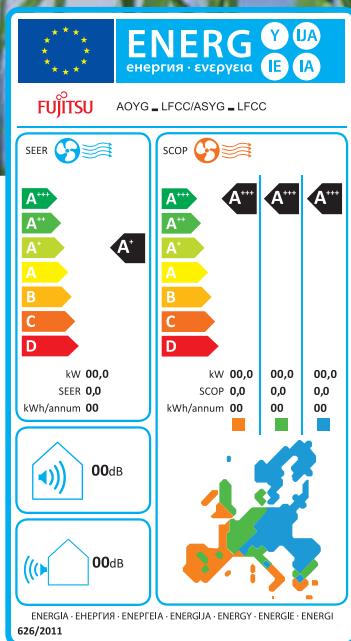 ENERG Y IJA
енергия · ενεργεια IE IA
FUJITSU AOYG _ LFCC/ASYG _ LFCC
SEER SCOP
A+++ A+++ A+++ A+++ A+++
A++ A++
A+ A+ A+
A A
B B
C C
D D
kW 00,0 kW 00,0 00,0 00,0
SEER 0,0 SCOP 0,0 0,0 0,0
kWh/annum 00 kWh/annum 00 00 00
00dB
00dB
ENERGIA · ЕНЕРГИЯ · ΕΝΕΡΓΕΙΑ · ENERGIJA · ENERGY · ENERGIE · ENERGI
626/2011